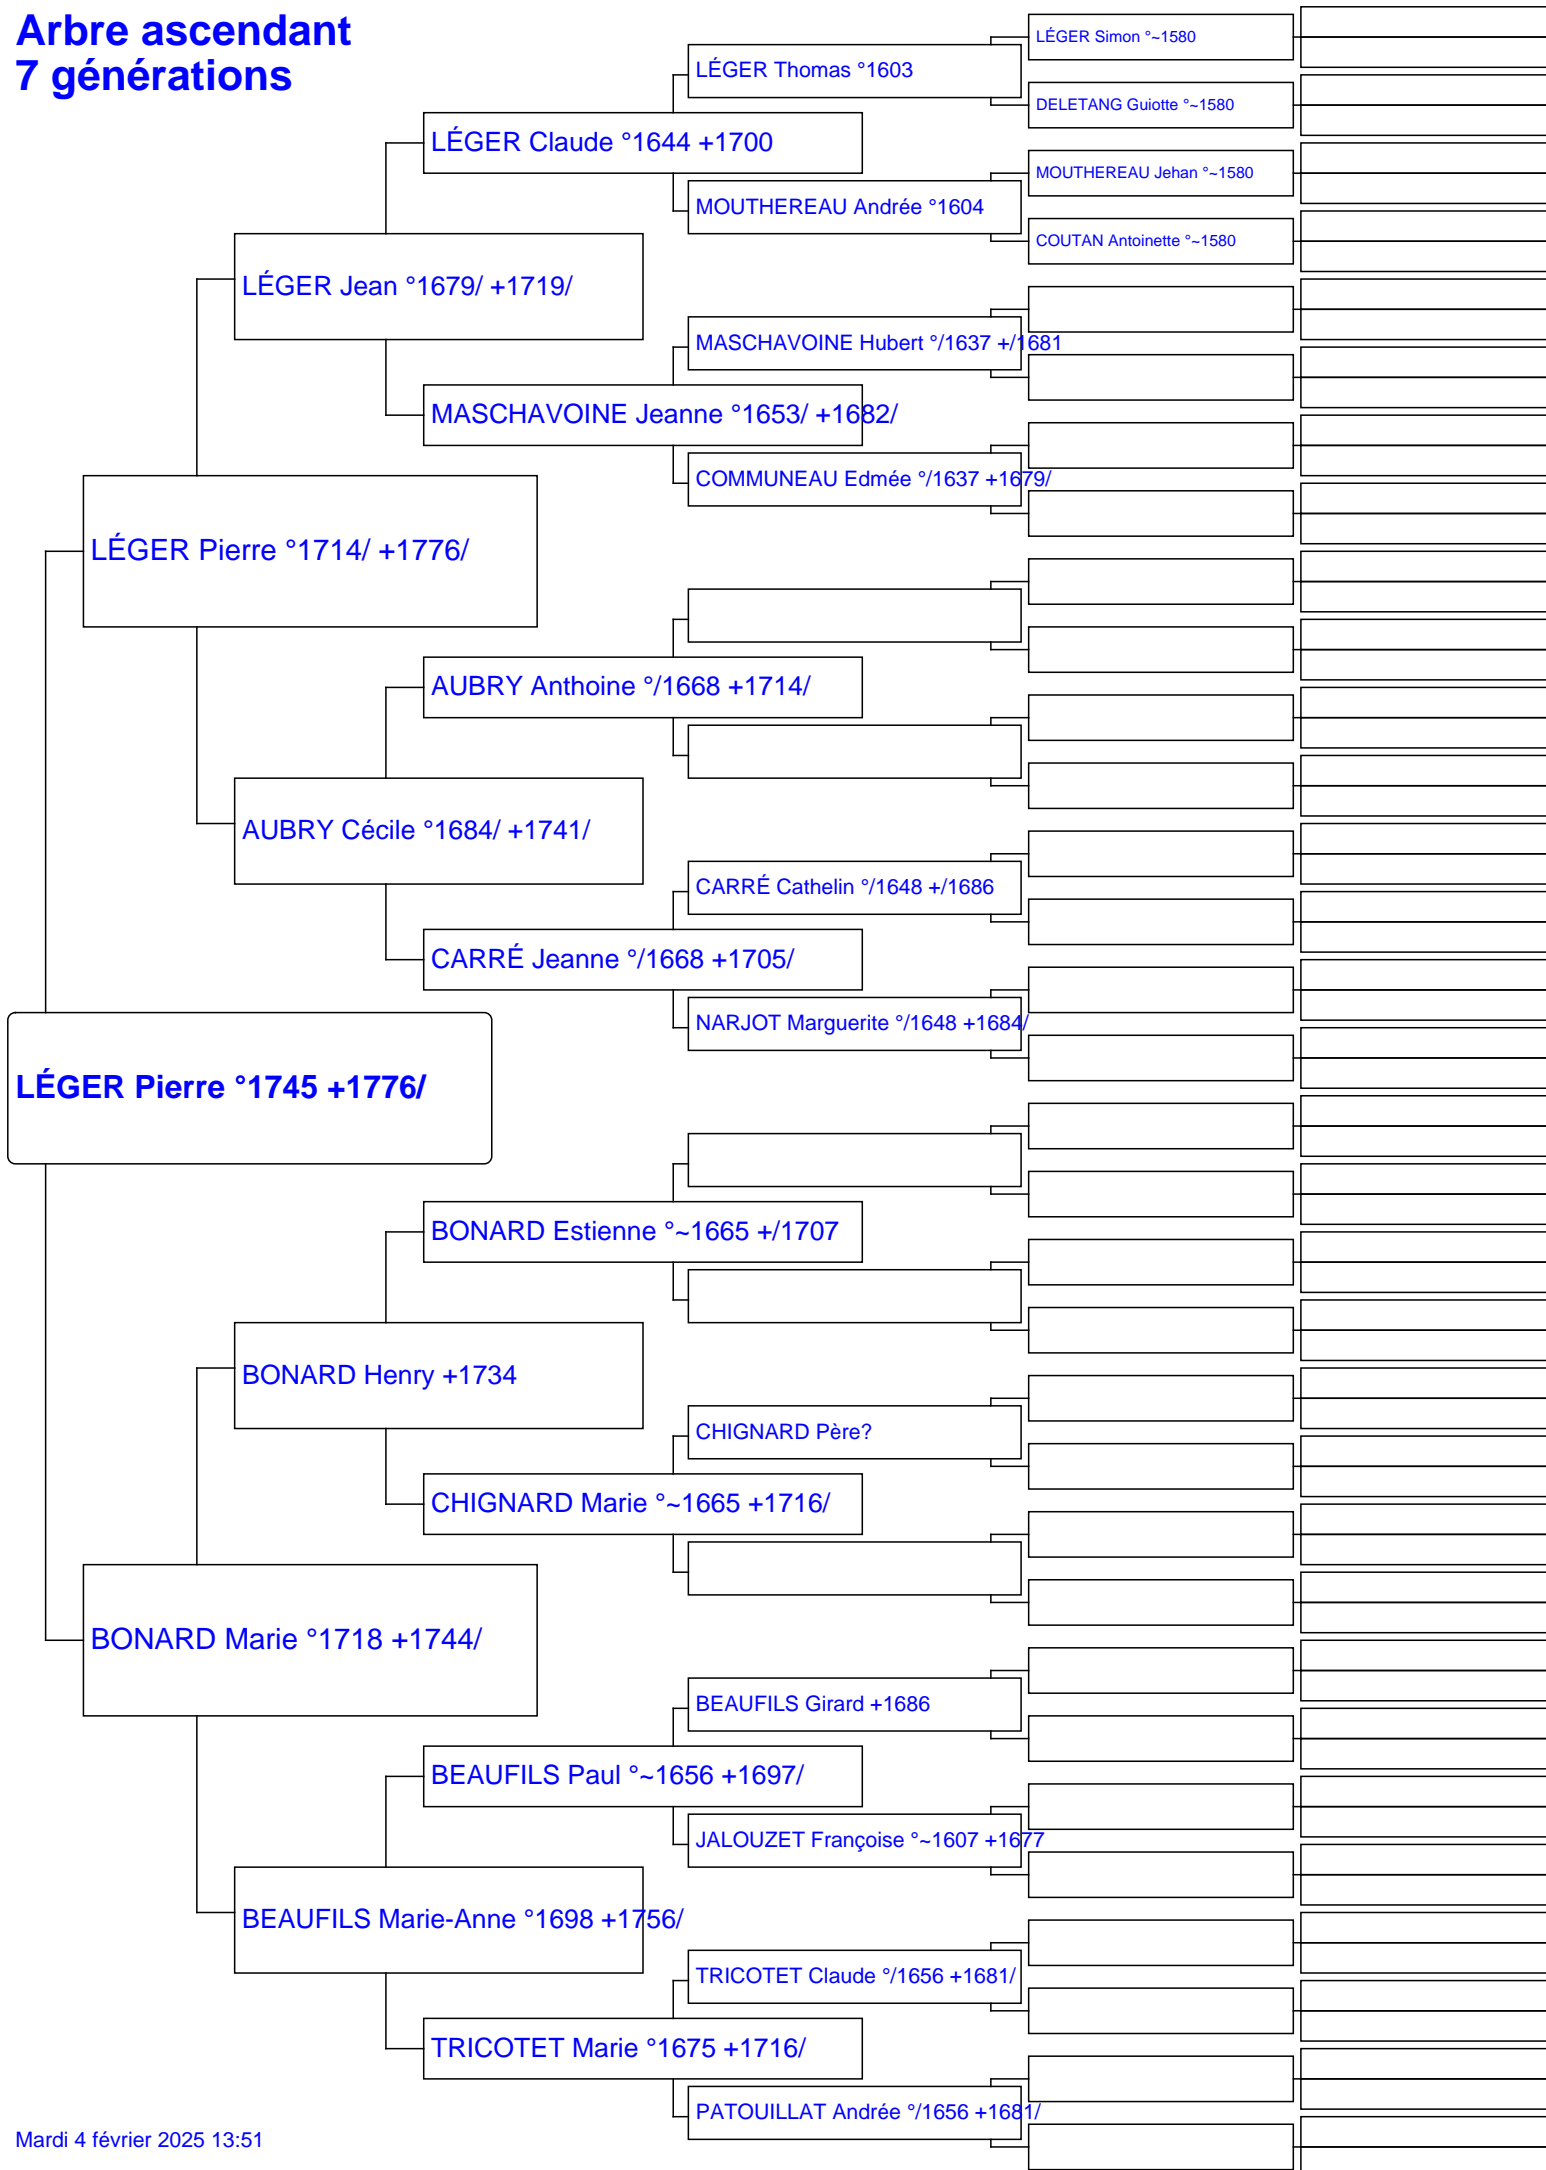 Arbre ascendant
7 générations
LÉGER Simon °~1580
LÉGER Thomas °1603
DELETANG Guiotte °~1580
LÉGER Claude °1644 +1700
MOUTHEREAU Jehan °~1580
MOUTHEREAU Andrée °1604
COUTAN Antoinette °~1580
LÉGER Jean °1679/ +1719/
MASCHAVOINE Hubert °/1637 +/1681
MASCHAVOINE Jeanne °1653/ +1682/
COMMUNEAU Edmée °/1637 +1679/
LÉGER Pierre °1714/ +1776/
AUBRY Anthoine °/1668 +1714/
AUBRY Cécile °1684/ +1741/
CARRÉ Cathelin °/1648 +/1686
CARRÉ Jeanne °/1668 +1705/
NARJOT Marguerite °/1648 +1684/
LÉGER Pierre °1745 +1776/
BONARD Estienne °~1665 +/1707
BONARD Henry +1734
CHIGNARD Père?
CHIGNARD Marie °~1665 +1716/
BONARD Marie °1718 +1744/
BEAUFILS Girard +1686
BEAUFILS Paul °~1656 +1697/
JALOUZET Françoise °~1607 +1677
BEAUFILS Marie-Anne °1698 +1756/
TRICOTET Claude °/1656 +1681/
TRICOTET Marie °1675 +1716/
PATOUILLAT Andrée °/1656 +1681/
Mardi 4 février 2025 13:51